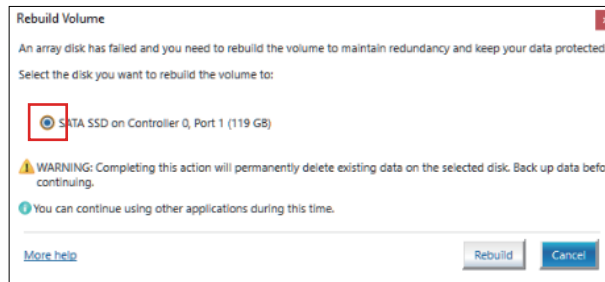 Rebuild Volume
An array disk has failed and you need to rebuild the volume to maintain redundancy and keep your data protected
Select the disk you want to rebuild the volume to:
SATA SSD on Controller 0, Port 1 (119 GB)
WARNING: Completing this action will permanently delete existing data on the selected disk. Back up data befo
continuing.
You can continue using other applications during this time.
More help
Rebuild
Cancel